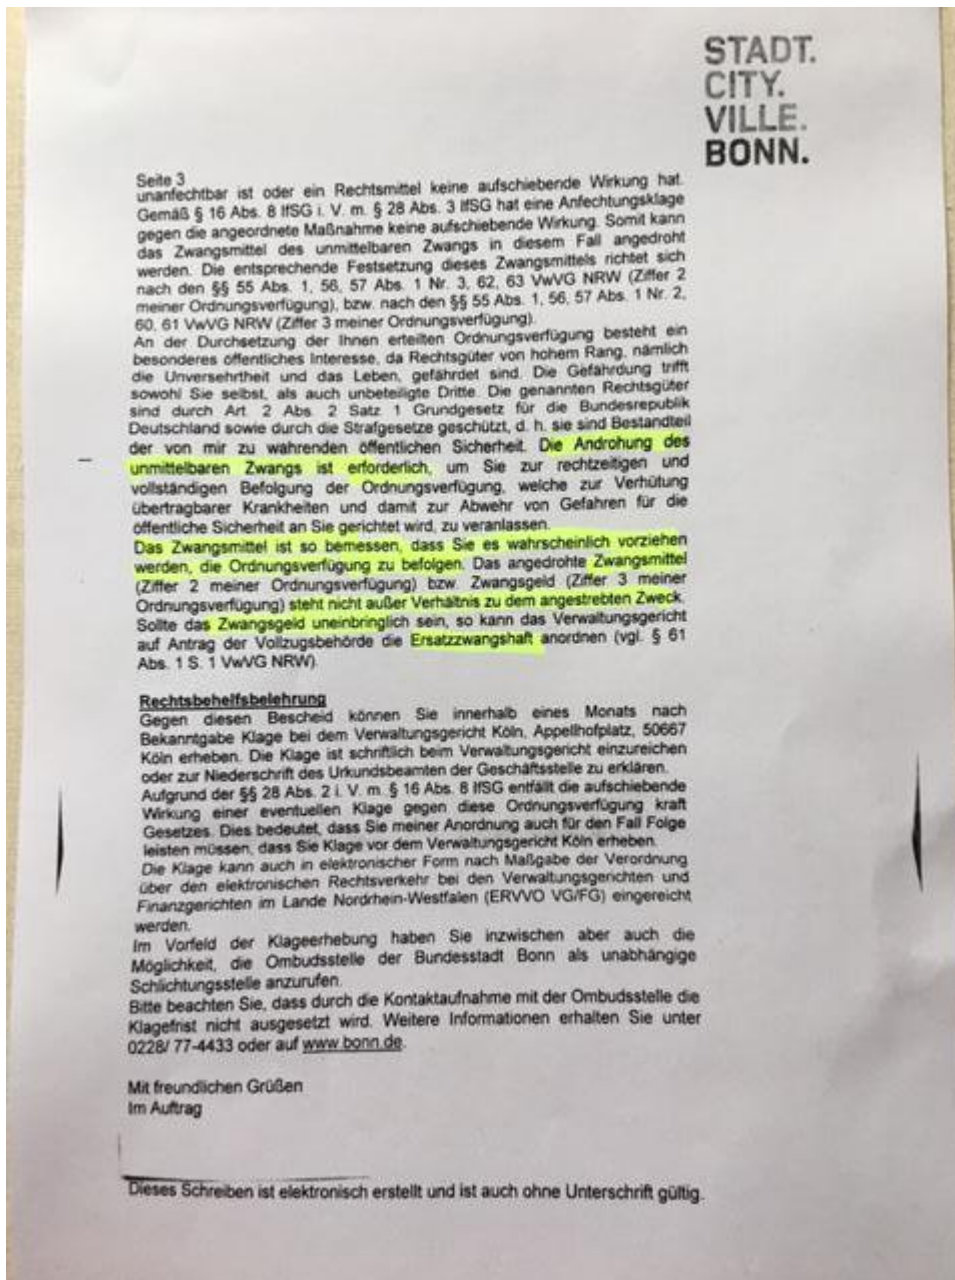 STADT.
CITY.
VILLE.
BONN.
Seite 3
unanfechtbar ist oder ein Rechtsmittel keine aufschiebende Wirkung hat.
Gemäß § 16 Abs. 8 IfSG i. V. m. § 28 Abs. 3 IfSG hat eine Anfechtungsklage
gegen die angeordnete Maßnahme keine aufschiebende Wirkung. Somit kann
das Zwangsmittel des unmittelbaren Zwangs in diesem Fall angedroht
werden. Die entsprechende Festsetzung dieses Zwangsmittels richtet sich
nach den §§ 55 Abs. 1, 56, 57 Abs. 1 Nr. 3, 62, 63 VwVG NRW (Ziffer 2
meiner Ordnungsverfügung), bzw. nach den §§ 55 Abs. 1, 56, 57 Abs. 1 Nr. 2,
60, 61 VwVG NRW (Ziffer 3 meiner Ordnungsverfügung).
An der Durchsetzung der Ihnen erteilten Ordnungsverfügung besteht ein
besonderes öffentliches Interesse, da Rechtsgüter von hohem Rang, nämlich
die Unversehrtheit und das Leben, gefährdet sind. Die Gefährdung trifft
sowohl Sie selbst, als auch unbeteiligte Dritte. Die genannten Rechtsgüter
sind durch Art. 2 Abs. 2 Satz 1 Grundgesetz für die Bundesrepublik
Deutschland sowie durch die Strafgesetze geschützt, d. h. sie sind Bestandteil
der von mir zu wahrenden öffentlichen Sicherheit. Die Androhung des
unmittelbaren Zwangs ist erforderlich, um Sie zur rechtzeitigen und
vollständigen Befolgung der Ordnungsverfügung, welche zur Verhütung
übertragbarer Krankheiten und damit zur Abwehr von Gefahren für die
öffentliche Sicherheit an Sie gerichtet wird, zu veranlassen.
Das Zwangsmittel ist so bemessen, dass Sie es wahrscheinlich vorziehen
werden, die Ordnungsverfügung zu befolgen. Das angedrohte Zwangsmittel
(Ziffer 2 meiner Ordnungsverfügung) bzw. Zwangsgeld (Ziffer 3 meiner
Ordnungsverfügung) steht nicht außer Verhältnis zu dem angestrebten Zweck.
Sollte das Zwangsgeld uneinbringlich sein, so kann das Verwaltungsgericht
auf Antrag der Vollzugsbehörde die Ersatzzwangshaft anordnen (vgl. § 61
Abs. 1 S. 1 VwVG NRW).
Rechtsbehelfsbelehrung
Gegen diesen Bescheid können Sie innerhalb eines Monats nach
Bekanntgabe Klage bei dem Verwaltungsgericht Köln, Appellhofplatz, 50667
Köln erheben. Die Klage ist schriftlich beim Verwaltungsgericht einzureichen
oder zur Niederschrift des Urkundsbeamten der Geschäftsstelle zu erklären.
Aufgrund der §§ 28 Abs. 2 i. V. m. § 16 Abs. 8 IfSG entfällt die aufschiebende
Wirkung einer eventuellen Klage gegen diese Ordnungsverfügung kraft
Gesetzes. Dies bedeutet, dass Sie meiner Anordnung auch für den Fall Folge
leisten müssen, dass Sie Klage vor dem Verwaltungsgericht Köln erheben.
Die Klage kann auch in elektronischer Form nach Maßgabe der Verordnung
über den elektronischen Rechtsverkehr bei den Verwaltungsgerichten und
Finanzgerichten im Lande Nordrhein-Westfalen (ERVVO VG/FG) eingereicht
werden.
Im Vorfeld der Klageerhebung haben Sie inzwischen aber auch die
Möglichkeit, die Ombudsstelle der Bundesstadt Bonn als unabhängige
Schlichtungsstelle anzurufen.
Bitte beachten Sie, dass durch die Kontaktaufnahme mit der Ombudsstelle die
Klagefrist nicht ausgesetzt wird. Weitere Informationen erhalten Sie unter
0228/ 77-4433 oder auf www.bonn.de.
Mit freundlichen Grüßen
Im Auftrag
Dieses Schreiben ist elektronisch erstellt und ist auch ohne Unterschrift gültig.